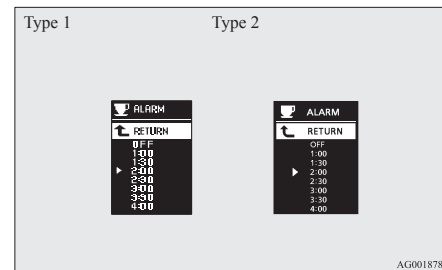 Type 1
Type 2
ALARM
RETURN
OFF
1:00
1:30
2:00
2:30
3:00
3:30
4:00
ALARM
RETURN
OFF
1:00
1:30
2:00
2:30
3:00
3:30
4:00
AG001878